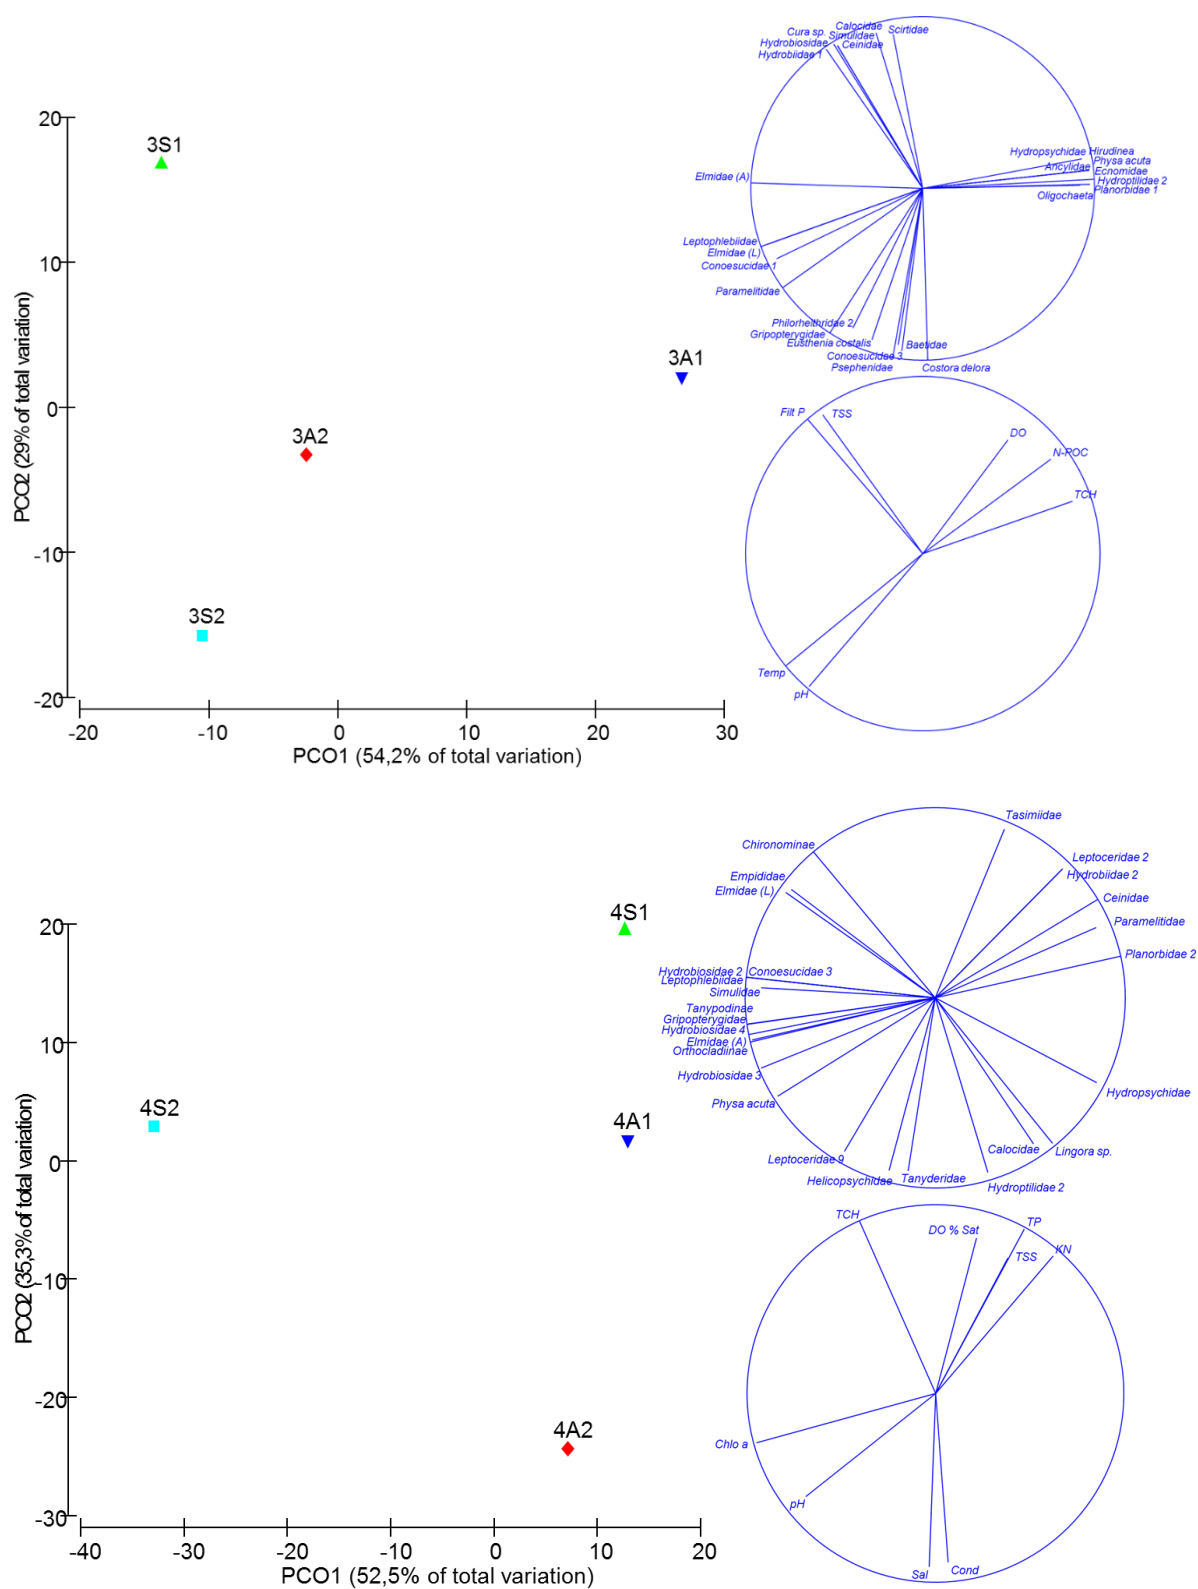 Calocidae
Scirtidae
Cura sp.
Simulidae
Hydrobiosidae
Ceinidae
Hydrobiidae 1
Hydropsychidae
Hirudinea
Physa acuta
Ancylidae
Ecnomidae
Hydroptilidae 2
Planorbidae 1
Oligochaeta
Elmidae (A)
Leptophlebiidae
Elmidae (L)
Conoesucidae 1
Paramelitidae
Philorheithridae 2
Gripopterygidae
Eusthenia costalis
Baetidae
Conoesucidae 3
Psephenidae
Costora delora
20
10
0
-10
-20
PCO2 (29% of total variation)
3S1
3A1
3A2
3S2
-20
-10
0
10
20
30
PCO1 (54,2% of total variation)
Filt P
TSS
DO
N-POC
TCH
Temp
pH
Tasimiidae
Chironominae
Leptoceridae 2
Empididae
Hydrobiidae 2
Elmidae (L)
Ceinidae
Paramelitidae
Planorbidae 2
Hydrobiosidae 2
Conoesucidae 3
Leptophlebiidae
Simulidae
Tanypodinae
Gripopterygidae
Hydrobiosidae 4
Elmidae (A)
Orthocladiinae
Hydrobiosidae 3
Hydropsychidae
Physa acuta
Calocidae
Lingora sp.
Leptoceridae 9
Helicopsychidae
Tanyderidae
Hydroptilidae 2
20
10
0
-10
-20
-30
PCO2 (35,3% of total variation)
4S1
4S2
4A1
4A2
-40
-30
-20
-10
0
10
20
PCO1 (52,5% of total variation)
TCH
DO % Sat
TP
TSS
KN
Chlo a
pH
Sal
Cond